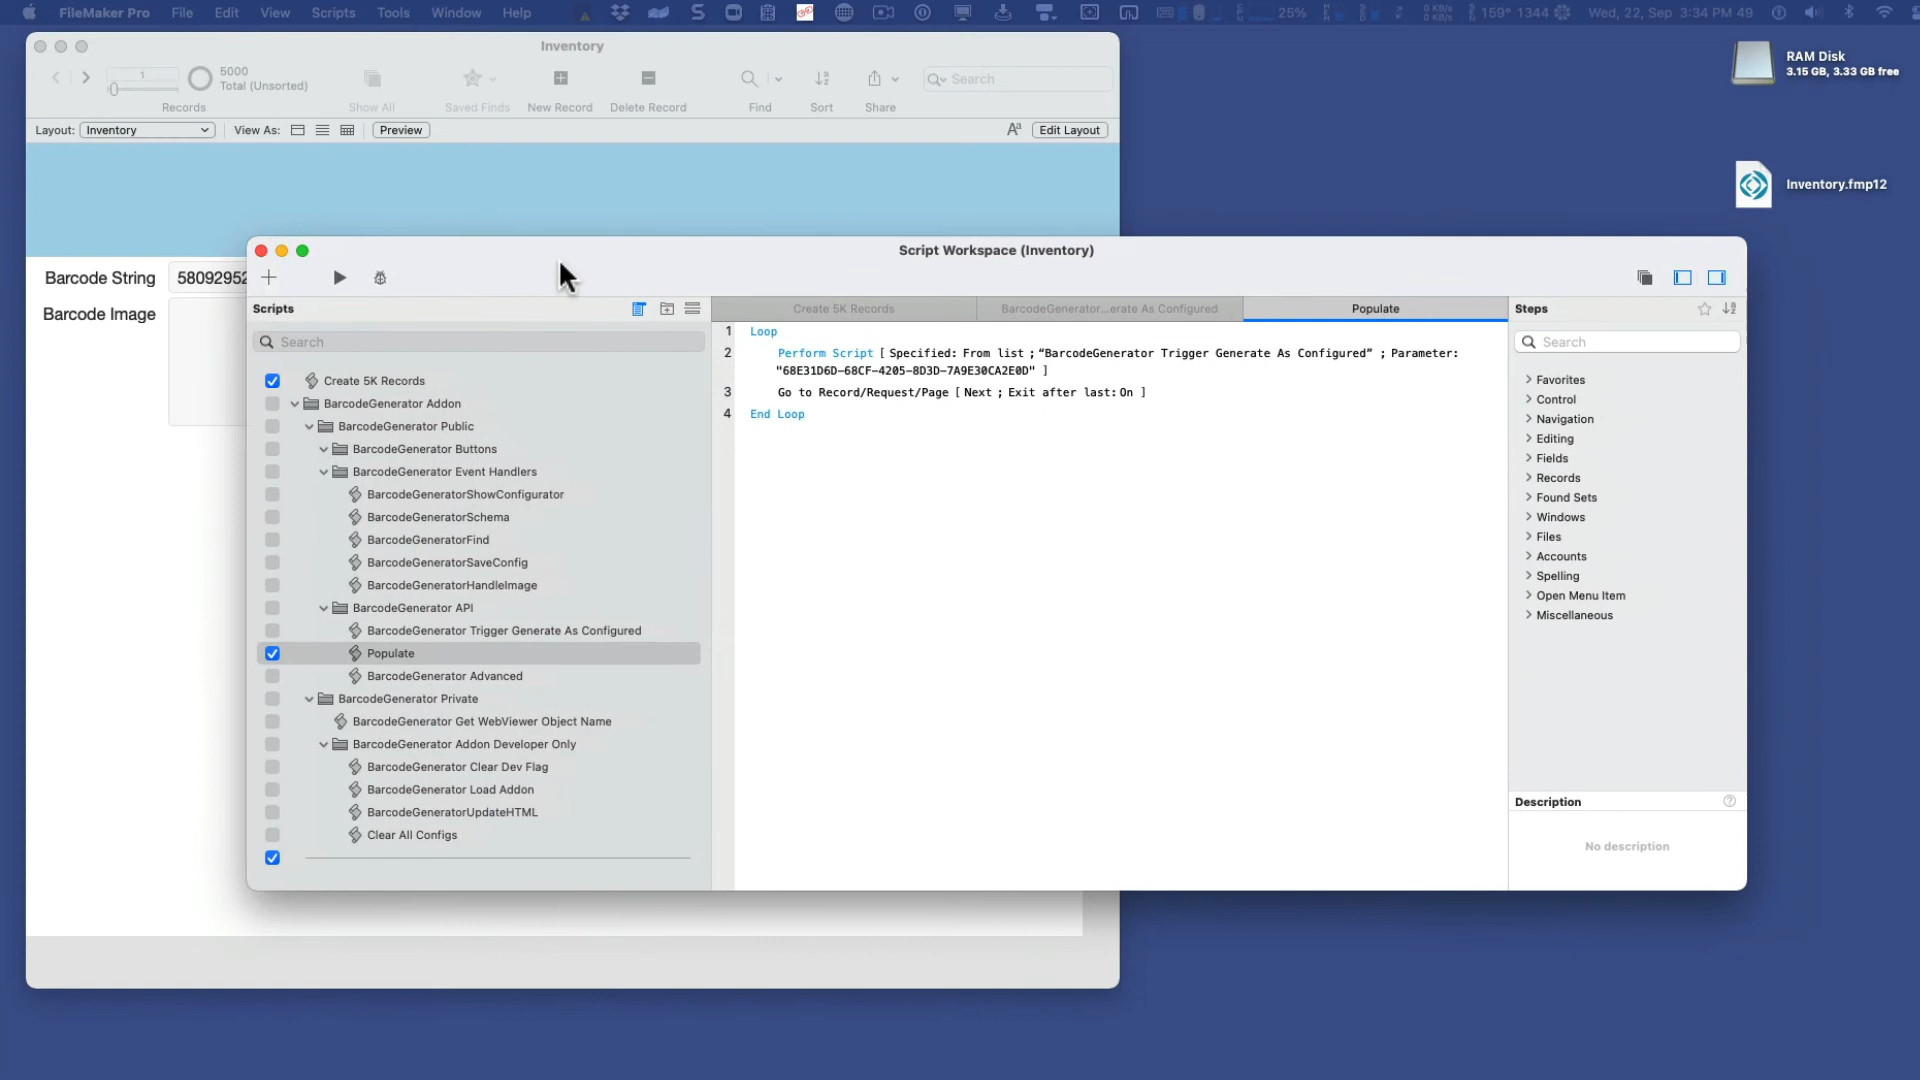 FileMaker Pro File Edit View Scripts Tools Window Help
25% 0 KB/s 0 KB/s 159° 1344 Wed, 22, Sep 3:34 PM 49
Inventory
1
5000
Total (Unsorted)
Search
Records Show All Saved Finds New Record Delete Record Find Sort Share
Layout: Inventory View As: Preview Aa Edit Layout
RAM Disk
3.15 GB, 3.33 GB free
Inventory.fmp12
Barcode String 58092952
Barcode Image
Script Workspace (Inventory)
Scripts
Search
Create 5K Records
BarcodeGenerator Addon
BarcodeGenerator Public
BarcodeGenerator Buttons
BarcodeGenerator Event Handlers
BarcodeGeneratorShowConfigurator
BarcodeGeneratorSchema
BarcodeGeneratorFind
BarcodeGeneratorSaveConfig
BarcodeGeneratorHandleImage
BarcodeGenerator API
BarcodeGenerator Trigger Generate As Configured
Populate
BarcodeGenerator Advanced
BarcodeGenerator Private
BarcodeGenerator Get WebViewer Object Name
BarcodeGenerator Addon Developer Only
BarcodeGenerator Clear Dev Flag
BarcodeGenerator Load Addon
BarcodeGeneratorUpdateHTML
Clear All Configs
Create 5K Records BarcodeGenerator...erate As Configured Populate
1 Loop
2 Perform Script [ Specified: From list ; “BarcodeGenerator Trigger Generate As Configured” ; Parameter:
"68E31D6D-68CF-4205-8D3D-7A9E30CA2E0D" ]
3 Go to Record/Request/Page [ Next ; Exit after last: On ]
4 End Loop
Steps
Search
Favorites
Control
Navigation
Editing
Fields
Records
Found Sets
Windows
Files
Accounts
Spelling
Open Menu Item
Miscellaneous
Description
No description